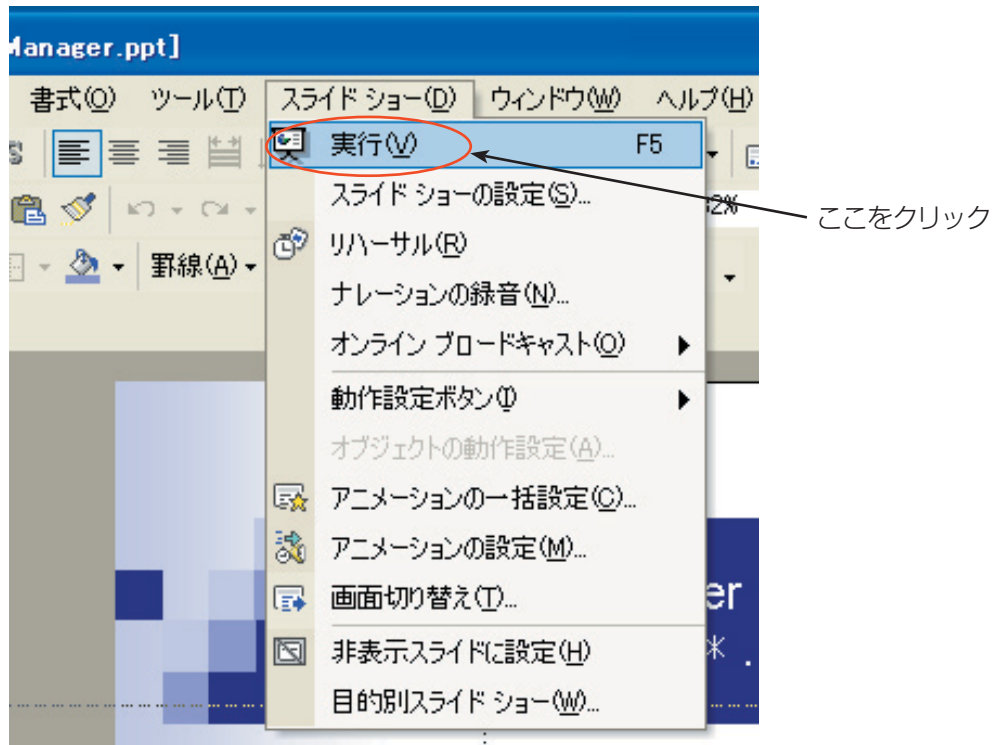 Manager.ppt]
書式(O) ツール(T) スライド ショー(D) ウィンドウ(W) ヘルプ(H)
実行(V) F5
スライド ショーの設定(S)...
2%
ここをクリック
リハーサル(R)
罫線(A)
ナレーションの録音(N)...
オンライン ブロードキャスト(O)
動作設定ボタン(I)
オブジェクトの動作設定(A)...
アニメーションの一括設定(C)...
アニメーションの設定(M)...
画面切り替え(T)...
er
非表示スライドに設定(H)
* .
目的別スライド ショー(W)...